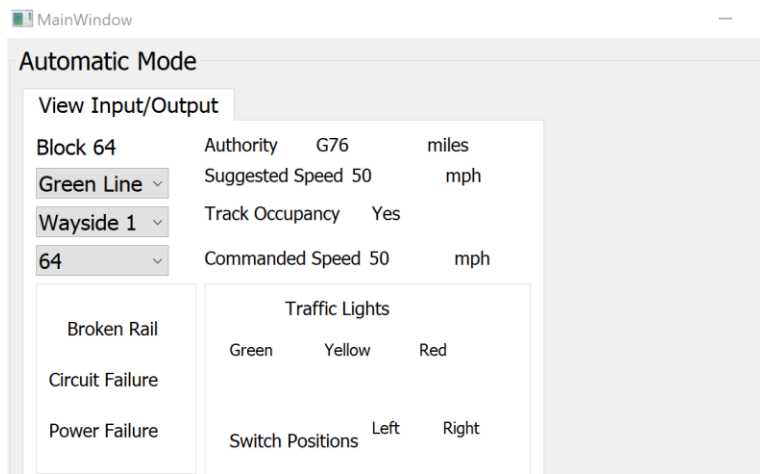 MainWindow
Automatic Mode
View Input/Output
Block 64
Authority G76 miles
Green Line
Suggested Speed 50 mph
Wayside 1
Track Occupancy Yes
64
Commanded Speed 50 mph
Broken Rail
Circuit Failure
Power Failure
Traffic Lights
Green Yellow Red
Switch Positions Left Right